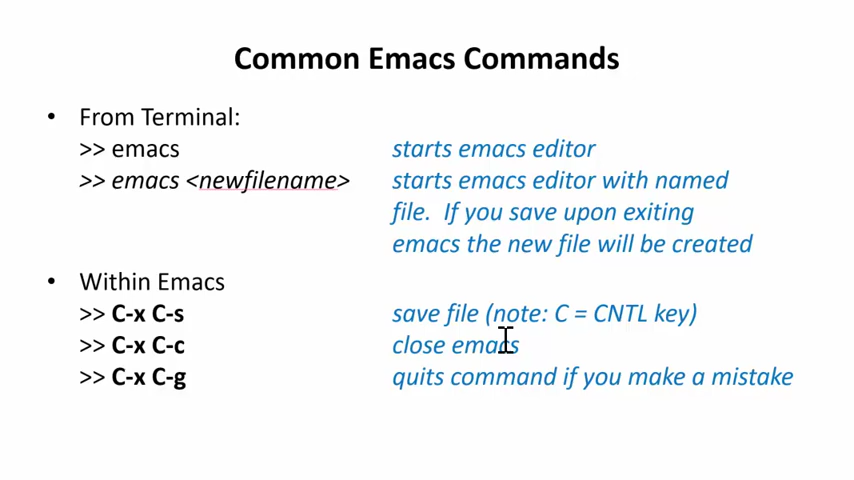 Common Emacs Commands
• From Terminal:
>> emacs starts emacs editor
>> emacs <newfilename> starts emacs editor with named
file. If you save upon exiting
emacs the new file will be created
• Within Emacs
>> C-x C-s save file (note: C = CNTL key)
>> C-x C-c close emacs
>> C-x C-g quits command if you make a mistake